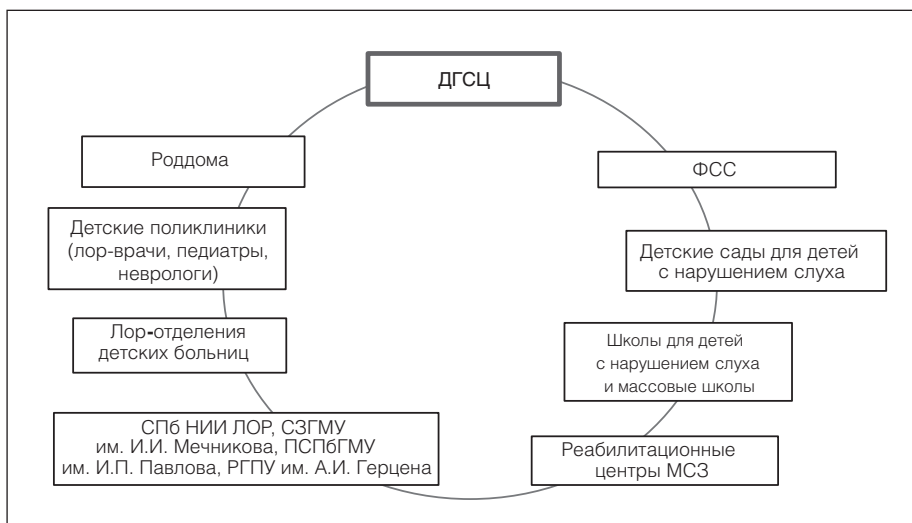 ДГСЦ
Роддома
Детские поликлиники
(лор-врачи, педиатры,
неврологи)
Лор-отделения
детских больниц
СПб НИИ ЛОР, СЗГМУ
им. И.И. Мечникова, ПСПбГМУ
им. И.П. Павлова, РГПУ им. А.И. Герцена
ФСС
Детские сады для детей
с нарушением слуха
Школы для детей
с нарушением слуха
и массовые школы
Реабилитационные
центры МСЗ